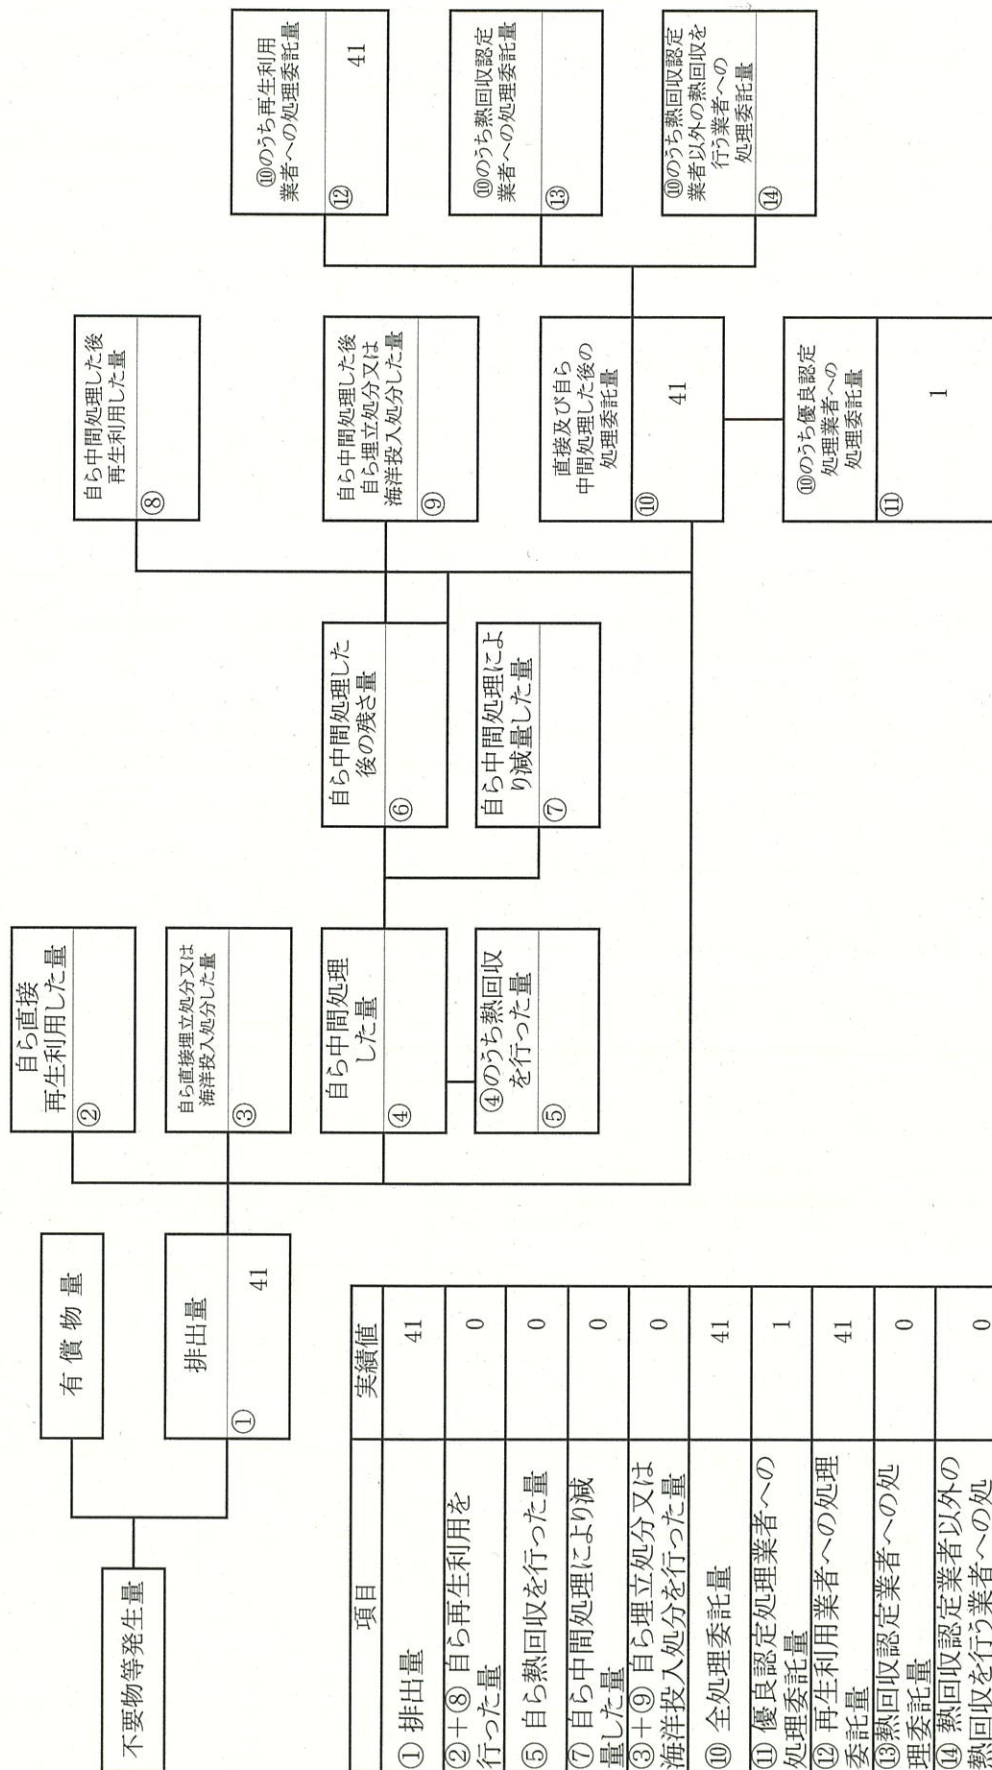 不要物等発生量
有償物量
排出量
①
41
自ら直接
再生利用した量
②
自ら直接埋立処分又は
海洋投入処分した量
③
自ら中間処理
した量
④
④のうち熱回収
を行った量
⑤
自ら中間処理した
後の残さ量
⑥
自ら中間処理によ
り減量した量
⑦
自ら中間処理した後
再生利用した量
⑧
自ら中間処理した後
自ら埋立処分又は
海洋投入処分した量
⑨
直接及び自ら
中間処理した後の
処理委託量
⑩
41
⑩のうち優良認定
処理業者への
処理委託量
⑪
1
⑩のうち再生利用
業者への処理委託量
⑫
41
⑩のうち熱回収認定
業者への処理委託量
⑬
⑩のうち熱回収認定
業者以外の熱回収を
行う業者への
処理委託量
⑭
項目 実績値
① 排出量 41
②+⑧ 自ら再生利用を
行った量 0
⑤ 自ら熱回収を行った量 0
⑦ 自ら中間処理により減
量した量 0
③+⑨ 自ら埋立処分又は
海洋投入処分を行った量 0
⑩ 全処理委託量 41
⑪ 優良認定処理業者への
処理委託量 1
⑫ 再生利用業者への処理
委託量 41
⑬熱回収認定業者への処
理委託量 0
⑭ 熱回収認定業者以外の
熱回収を行う業者への処 0